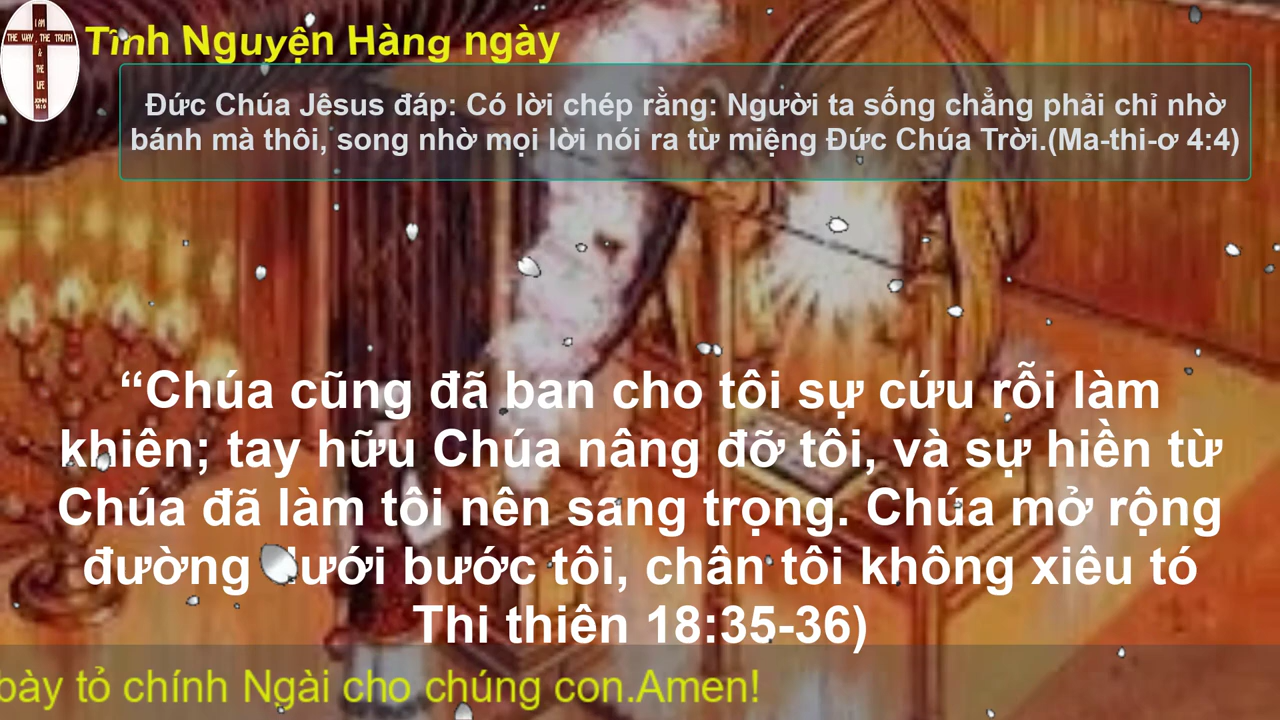 I AM
THE WAY , THE TRUTH
&
THE
LIFE
JOHN
14:6
Tĩnh Nguyện Hàng ngày
Đức Chúa Jêsus đáp: Có lời chép rằng: Người ta sống chẳng phải chỉ nhờ
bánh mà thôi, song nhờ mọi lời nói ra từ miệng Đức Chúa Trời.(Ma-thi-ơ 4:4)
“Chúa cũng đã ban cho tôi sự cứu rỗi làm
khiên; tay hữu Chúa nâng đỡ tôi, và sự hiền từ
Chúa đã làm tôi nên sang trọng. Chúa mở rộng
đường dưới bước tôi, chân tôi không xiêu tó
Thi thiên 18:35-36)
bày tỏ chính Ngài cho chúng con.Amen!